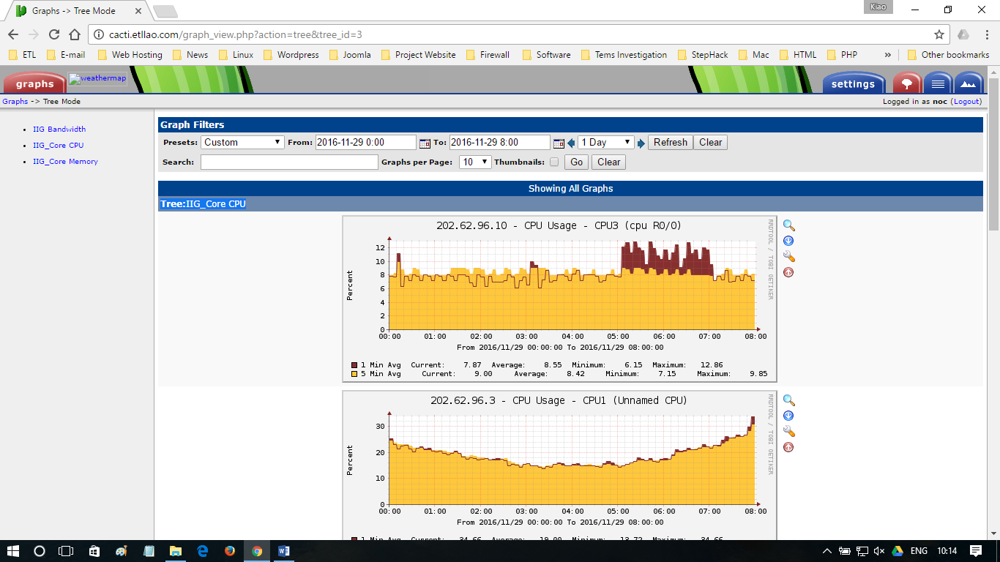 Graphs -> Tree Mode
Kiao
cacti.etllao.com/graph_view.php?action=tree&tree_id=3
ETL E-mail Web Hosting News Linux Wordpress Joomla Project Website Firewall Software Tems Investigation StepHack Mac HTML PHP » Other bookmarks
graphs weathermap settings
Graphs -> Tree Mode Logged in as noc (Logout)
IIG Bandwidth
IIG_Core CPU
IIG_Core Memory
Graph Filters
Presets: Custom From: 2016-11-29 0:00 To: 2016-11-29 8:00 1 Day Refresh Clear
Search: Graphs per Page: 10 Thumbnails: Go Clear
Showing All Graphs
Tree:IIG_Core CPU
202.62.96.10 - CPU Usage - CPU3 (cpu R0/0)
RRDTOOL / TOBI OETIKER
Percent
12
10
8
6
4
2
0
00:00 01:00 02:00 03:00 04:00 05:00 06:00 07:00 08:00
From 2016/11/29 00:00:00 To 2016/11/29 08:00:00
1 Min Avg Current: 7.87 Average: 8.55 Minimum: 6.15 Maximum: 12.86
5 Min Avg Current: 9.00 Average: 8.42 Minimum: 7.15 Maximum: 9.85
202.62.96.3 - CPU Usage - CPU1 (Unnamed CPU)
RRDTOOL / TOBI OETIKER
Percent
30
20
10
0
00:00 01:00 02:00 03:00 04:00 05:00 06:00 07:00 08:00
From 2016/11/29 00:00:00 To 2016/11/29 08:00:00
1 Min Avg Current: 34.66 Average: 19.00 Minimum: 13.72 Maximum: 34.66
ENG 10:14